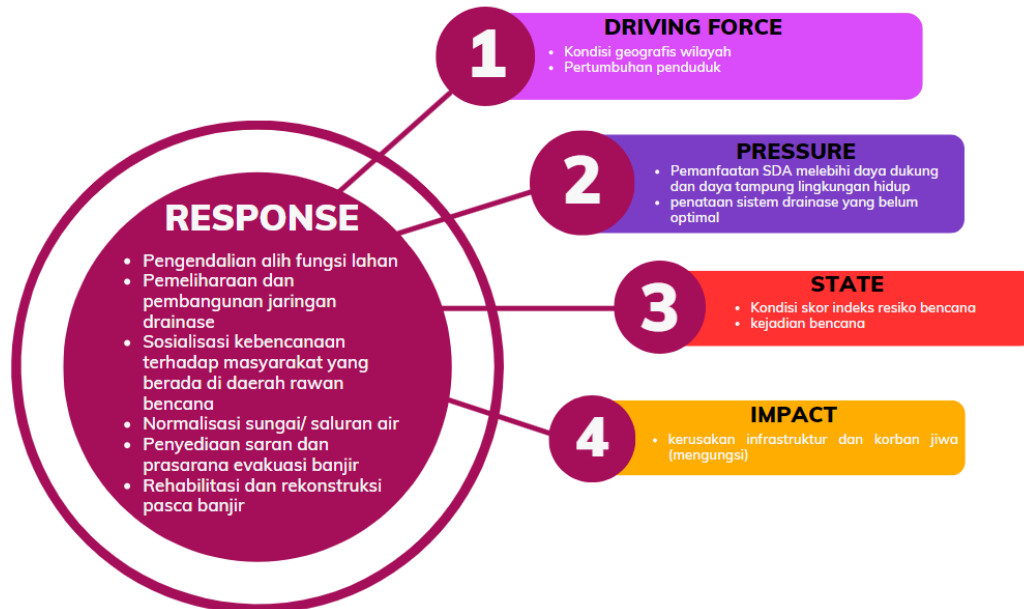 1
DRIVING FORCE
• Kondisi geografis wilayah
• Pertumbuhan penduduk
2
PRESSURE
• Pemanfaatan SDA melebihi daya dukung
dan daya tampung lingkungan hidup
• penataan sistem drainase yang belum
optimal
3
STATE
• Kondisi skor indeks resiko bencana
• kejadian bencana
4
IMPACT
• kerusakan infrastruktur dan korban jiwa
(mengungsi)
RESPONSE
• Pengendalian alih fungsi lahan
• Pemeliharaan dan
pembangunan jaringan
drainase
• Sosialisasi kebencanaan
terhadap masyarakat yang
berada di daerah rawan
bencana
• Normalisasi sungai/ saluran air
• Penyediaan saran dan
prasarana evakuasi banjir
• Rehabilitasi dan rekonstruksi
pasca banjir